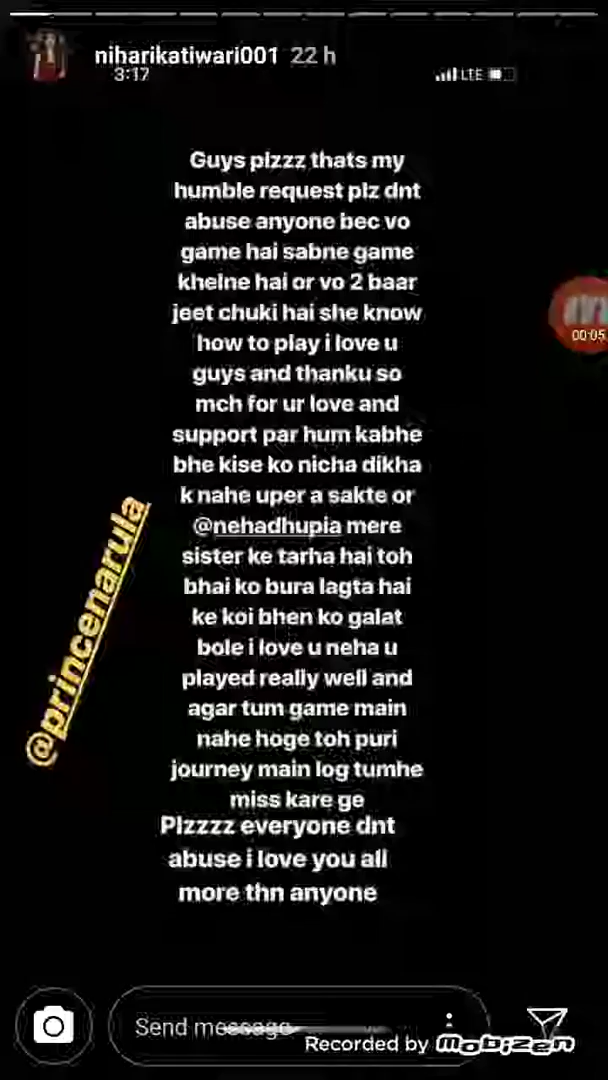 niharikatiwari001 22 h
3:17 LTE
Guys plzzz thats my
humble request plz dnt
abuse anyone bec vo
game hai sabne game
khelne hai or vo 2 baar
jeet chuki hai she know
how to play i love u
guys and thanku so
mch for ur love and
support par hum kabhe
bhe kise ko nicha dikha
k nahe uper a sakte or
@nehadhupia mere
sister ke tarha hai toh
bhai ko bura lagta hai
ke koi bhen ko galat
bole i love u neha u
played really well and
agar tum game main
nahe hoge toh puri
journey main log tumhe
miss kare ge
Plzzzz everyone dnt
abuse i love you all
more thn anyone
@princenarula
00:05
Send message
Recorded by mobizen